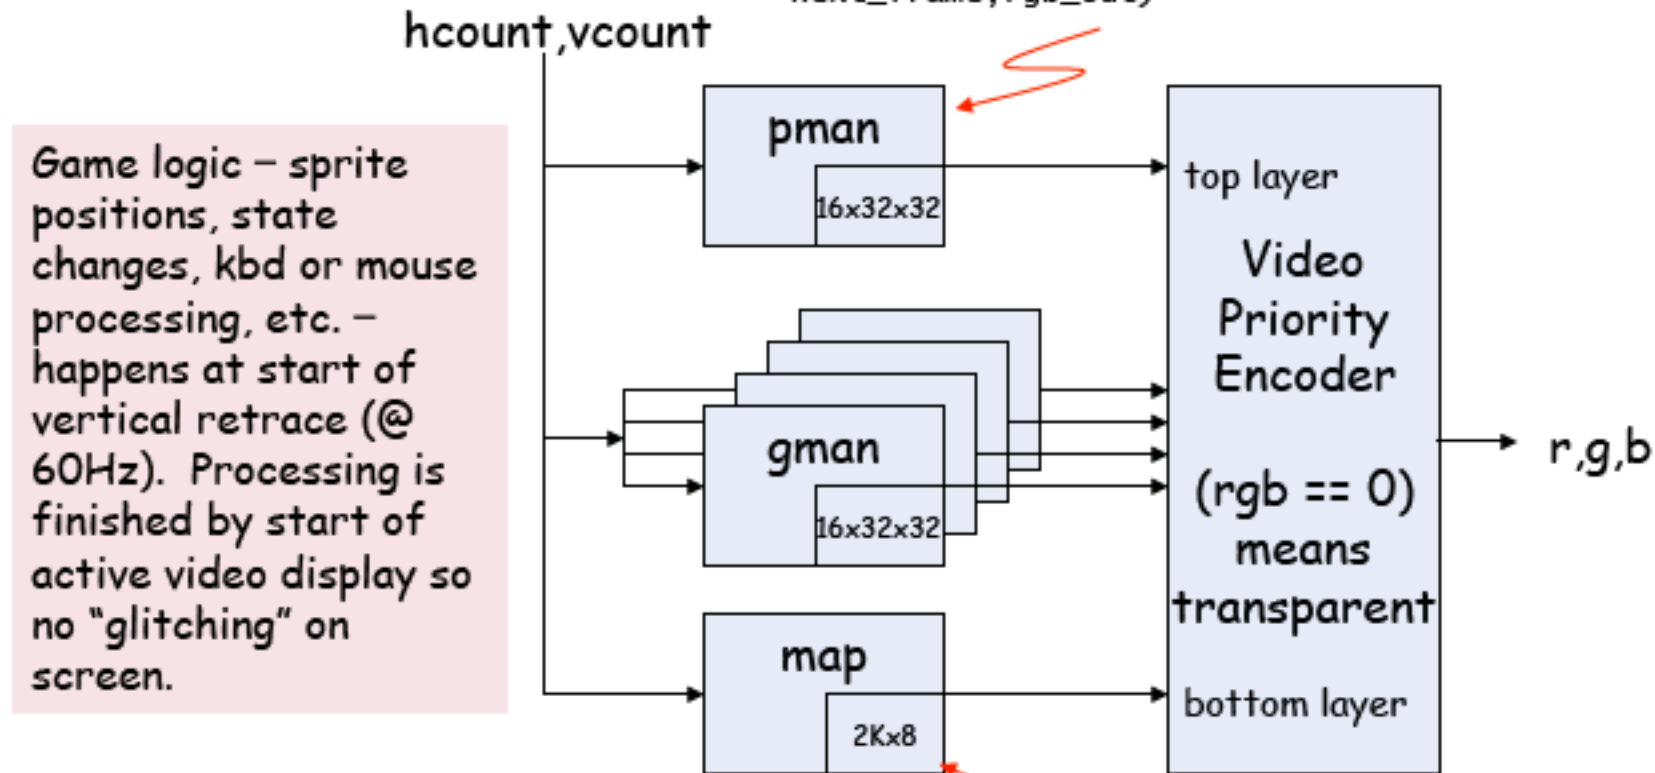 hcount,vcount
Game logic – sprite
positions, state
changes, kbd or mouse
processing, etc. –
happens at start of
vertical retrace (@
60Hz). Processing is
finished by start of
active video display so
no “glitching” on
screen.
pman
16x32x32
gman
16x32x32
map
2Kx8
top layer
Video
Priority
Encoder
(rgb == 0)
means
transparent
bottom layer
r,g,b